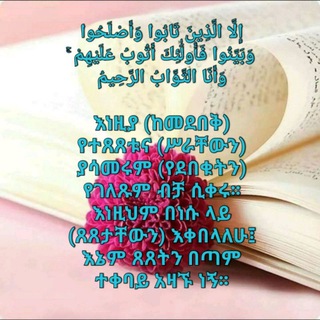 إِلَّا الَّذِينَ تَابُوا وَأَصْلَحُوا
وَبَيَّنُوا فَأُولَٰئِكَ أَتُوبُ عَلَيْهِمْ ۚ
وَأَنَا التَّوَّابُ الرَّحِيمُ
እነዚያ (ከመደበቅ)
የተጸጸቱና (ሥራቸውን)
ያሳመሩም (የደበቁትን)
የገለጹም ብቻ ሲቀሩ፡፡
እነዚህም በነሱ ላይ
(ጸጸታቸውን) እቀበላለሁ፤
እኔም ጸጸትን በጣም
ተቀባይ አዛኙ ነኝ፡፡